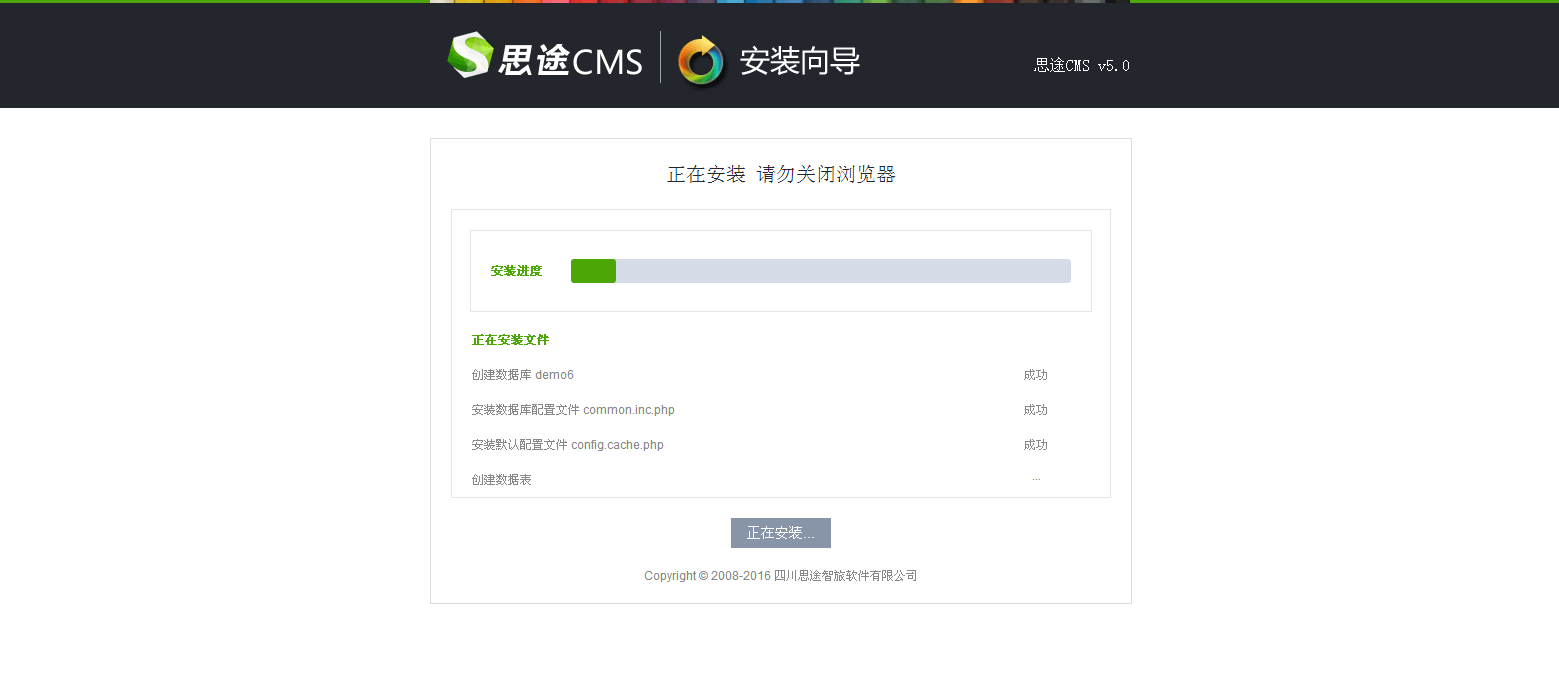 思途CMS 安装向导
思途CMS v5.0
正在安装 请勿关闭浏览器
安装进度
正在安装文件
创建数据库 demo6 成功
安装数据库配置文件 common.inc.php 成功
安装默认配置文件 config.cache.php 成功
创建数据表 ...
正在安装...
Copyright © 2008-2016 四川思途智旅软件有限公司